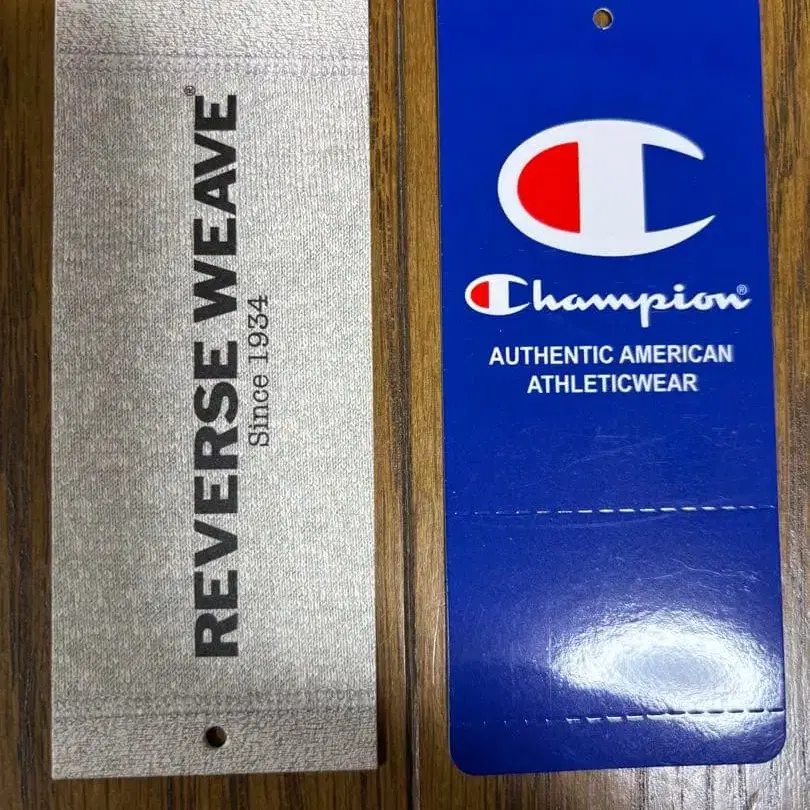 REVERSE WEAVE®
Since 1934
Champion®
AUTHENTIC AMERICAN
ATHLETICWEAR